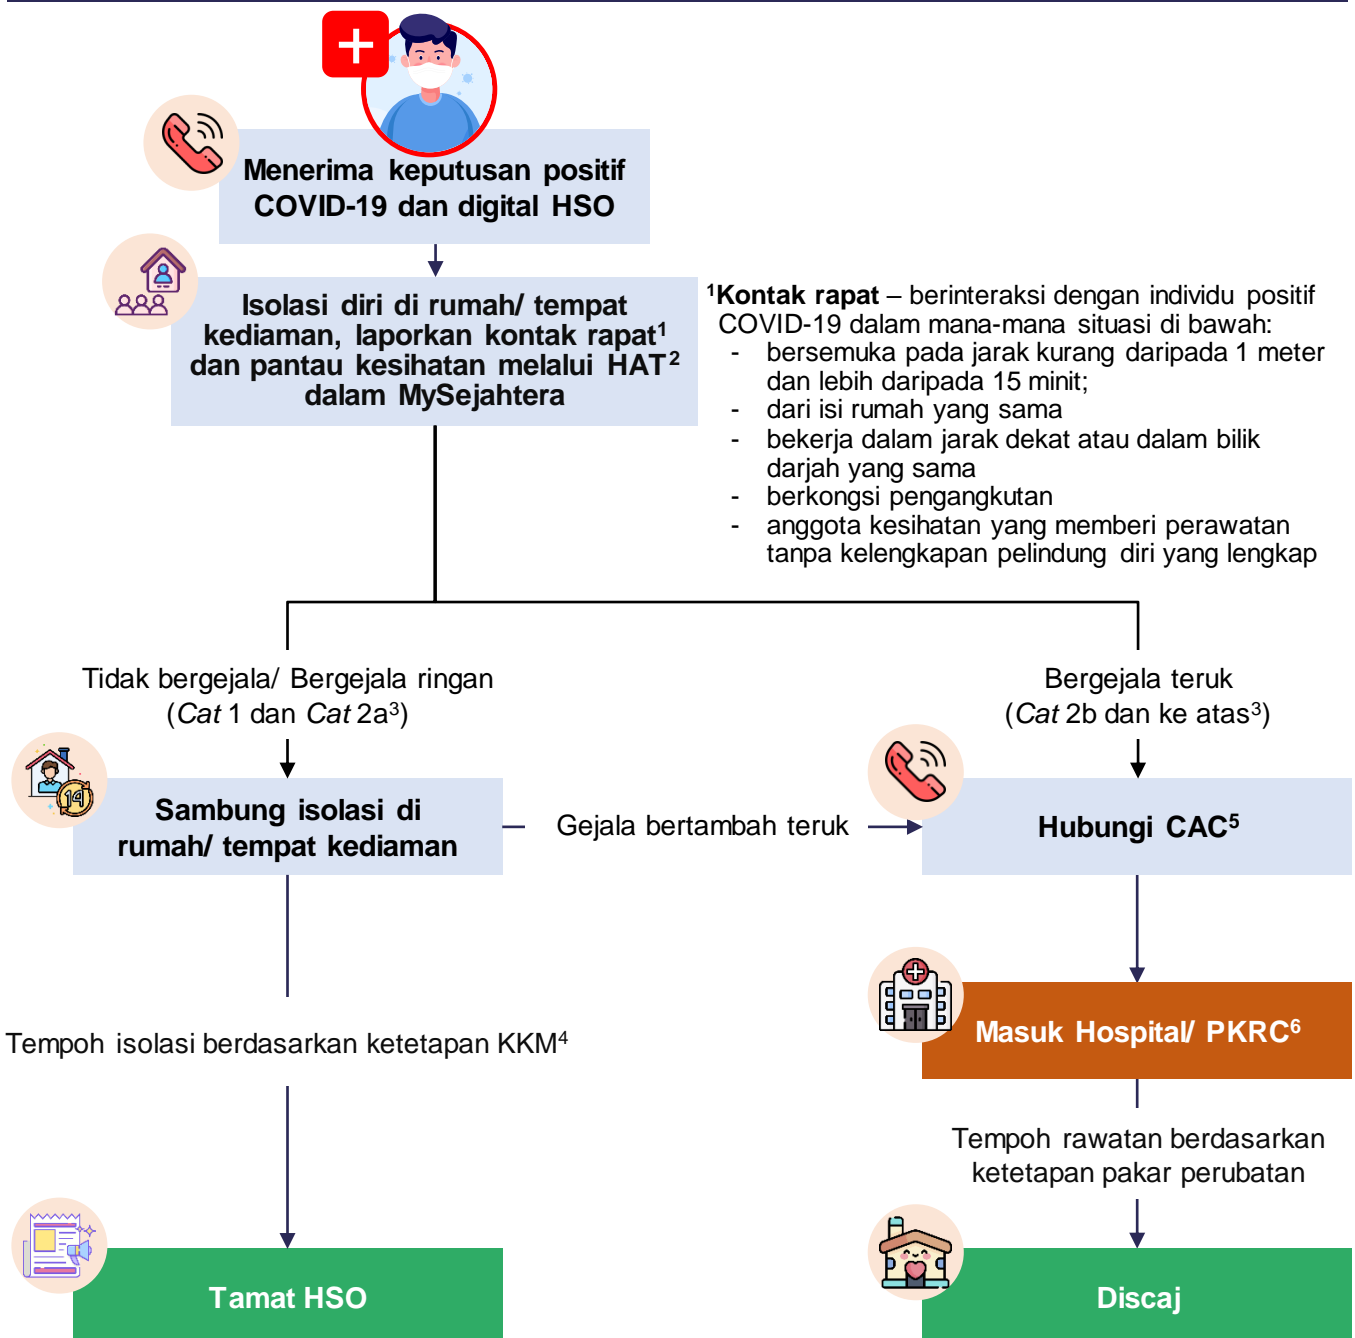 Menerima keputusan positif
COVID-19 dan digital HSO
Isolasi diri di rumah/ tempat
kediaman, laporkan kontak rapat¹
dan pantau kesihatan melalui HAT²
dalam MySejahtera
¹Kontak rapat – berinteraksi dengan individu positif
COVID-19 dalam mana-mana situasi di bawah:
- bersemuka pada jarak kurang daripada 1 meter
dan lebih daripada 15 minit;
- dari isi rumah yang sama
- bekerja dalam jarak dekat atau dalam bilik
darjah yang sama
- berkongsi pengangkutan
- anggota kesihatan yang memberi perawatan
tanpa kelengkapan pelindung diri yang lengkap
Tidak bergejala/ Bergejala ringan
(Cat 1 dan Cat 2a³)
Bergejala teruk
(Cat 2b dan ke atas³)
14
Sambung isolasi di
rumah/ tempat kediaman
Gejala bertambah teruk
Hubungi CAC⁵
Masuk Hospital/ PKRC⁶
Tempoh isolasi berdasarkan ketetapan KKM⁴
Tempoh rawatan berdasarkan
ketetapan pakar perubatan
Tamat HSO
Discaj